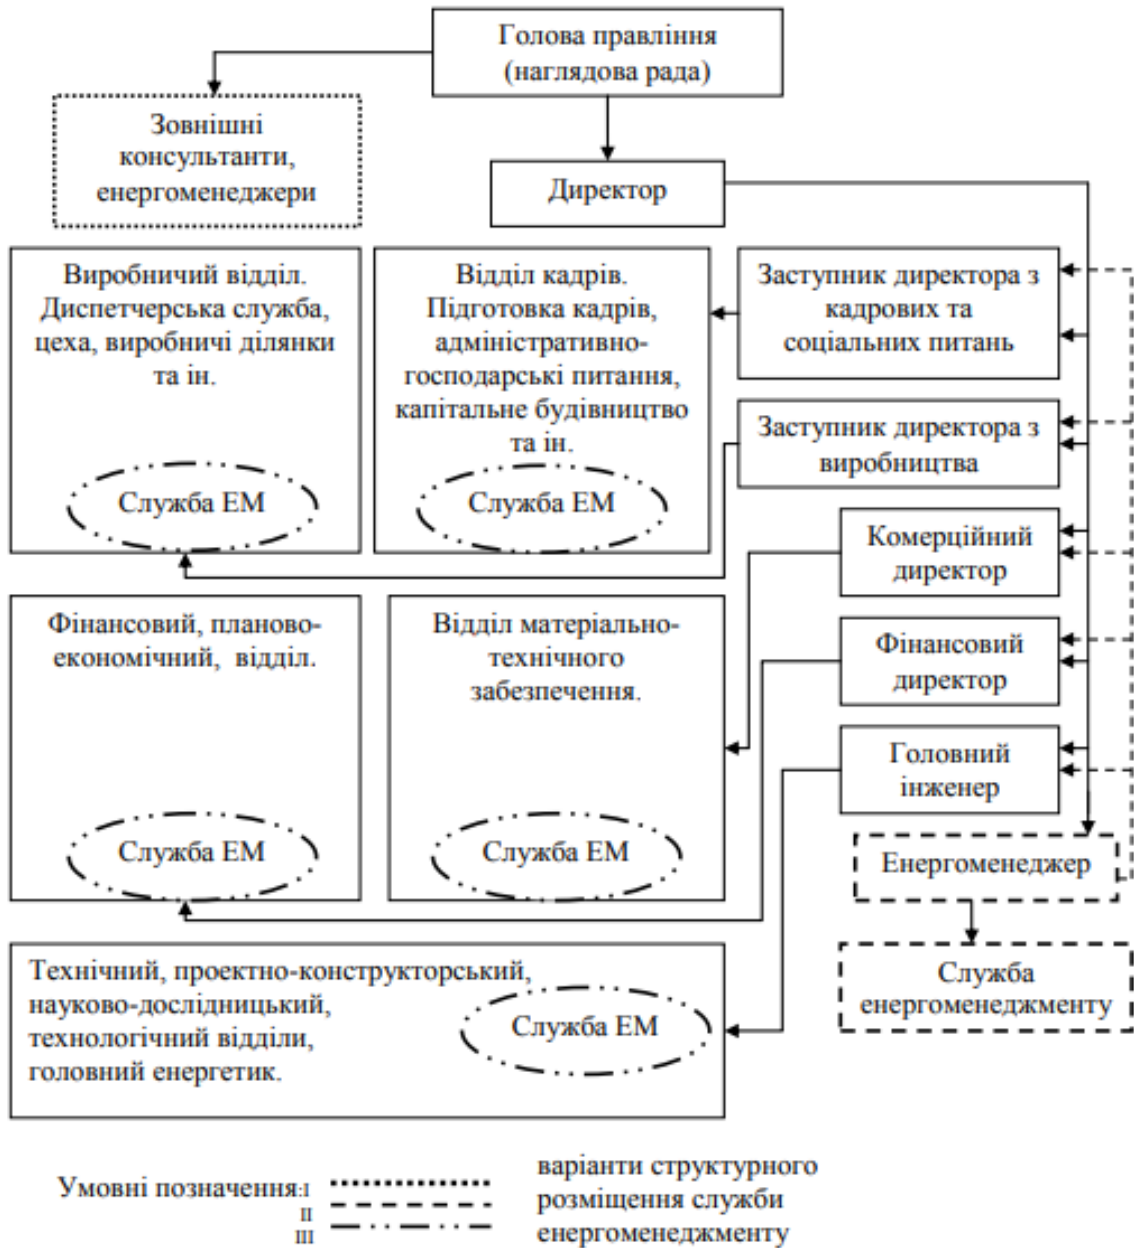 Голова правління
(наглядова рада)
Зовнішні
консультанти,
енергоменеджери
Директор
Виробничий відділ.
Диспетчерська служба,
цеха, виробничі ділянки
та ін.
Служба ЕМ
Відділ кадрів.
Підготовка кадрів,
адміністративно-
господарські питання,
капітальне будівництво
та ін.
Служба ЕМ
Заступник директора з
кадрових та
соціальних питань
Заступник директора з
виробництва
Комерційний
директор
Фінансовий, планово-
економічний, відділ.
Служба ЕМ
Відділ матеріально-
технічного
забезпечення.
Служба ЕМ
Фінансовий
директор
Головний
інженер
Енергоменеджер
Служба
енергоменеджменту
Технічний, проектно-конструкторський,
науково-дослідницький,
технологічний відділи,
головний енергетик.
Служба ЕМ
Умовні позначення:I
II
III
варіанти структурного
розміщення служби
енергоменеджменту